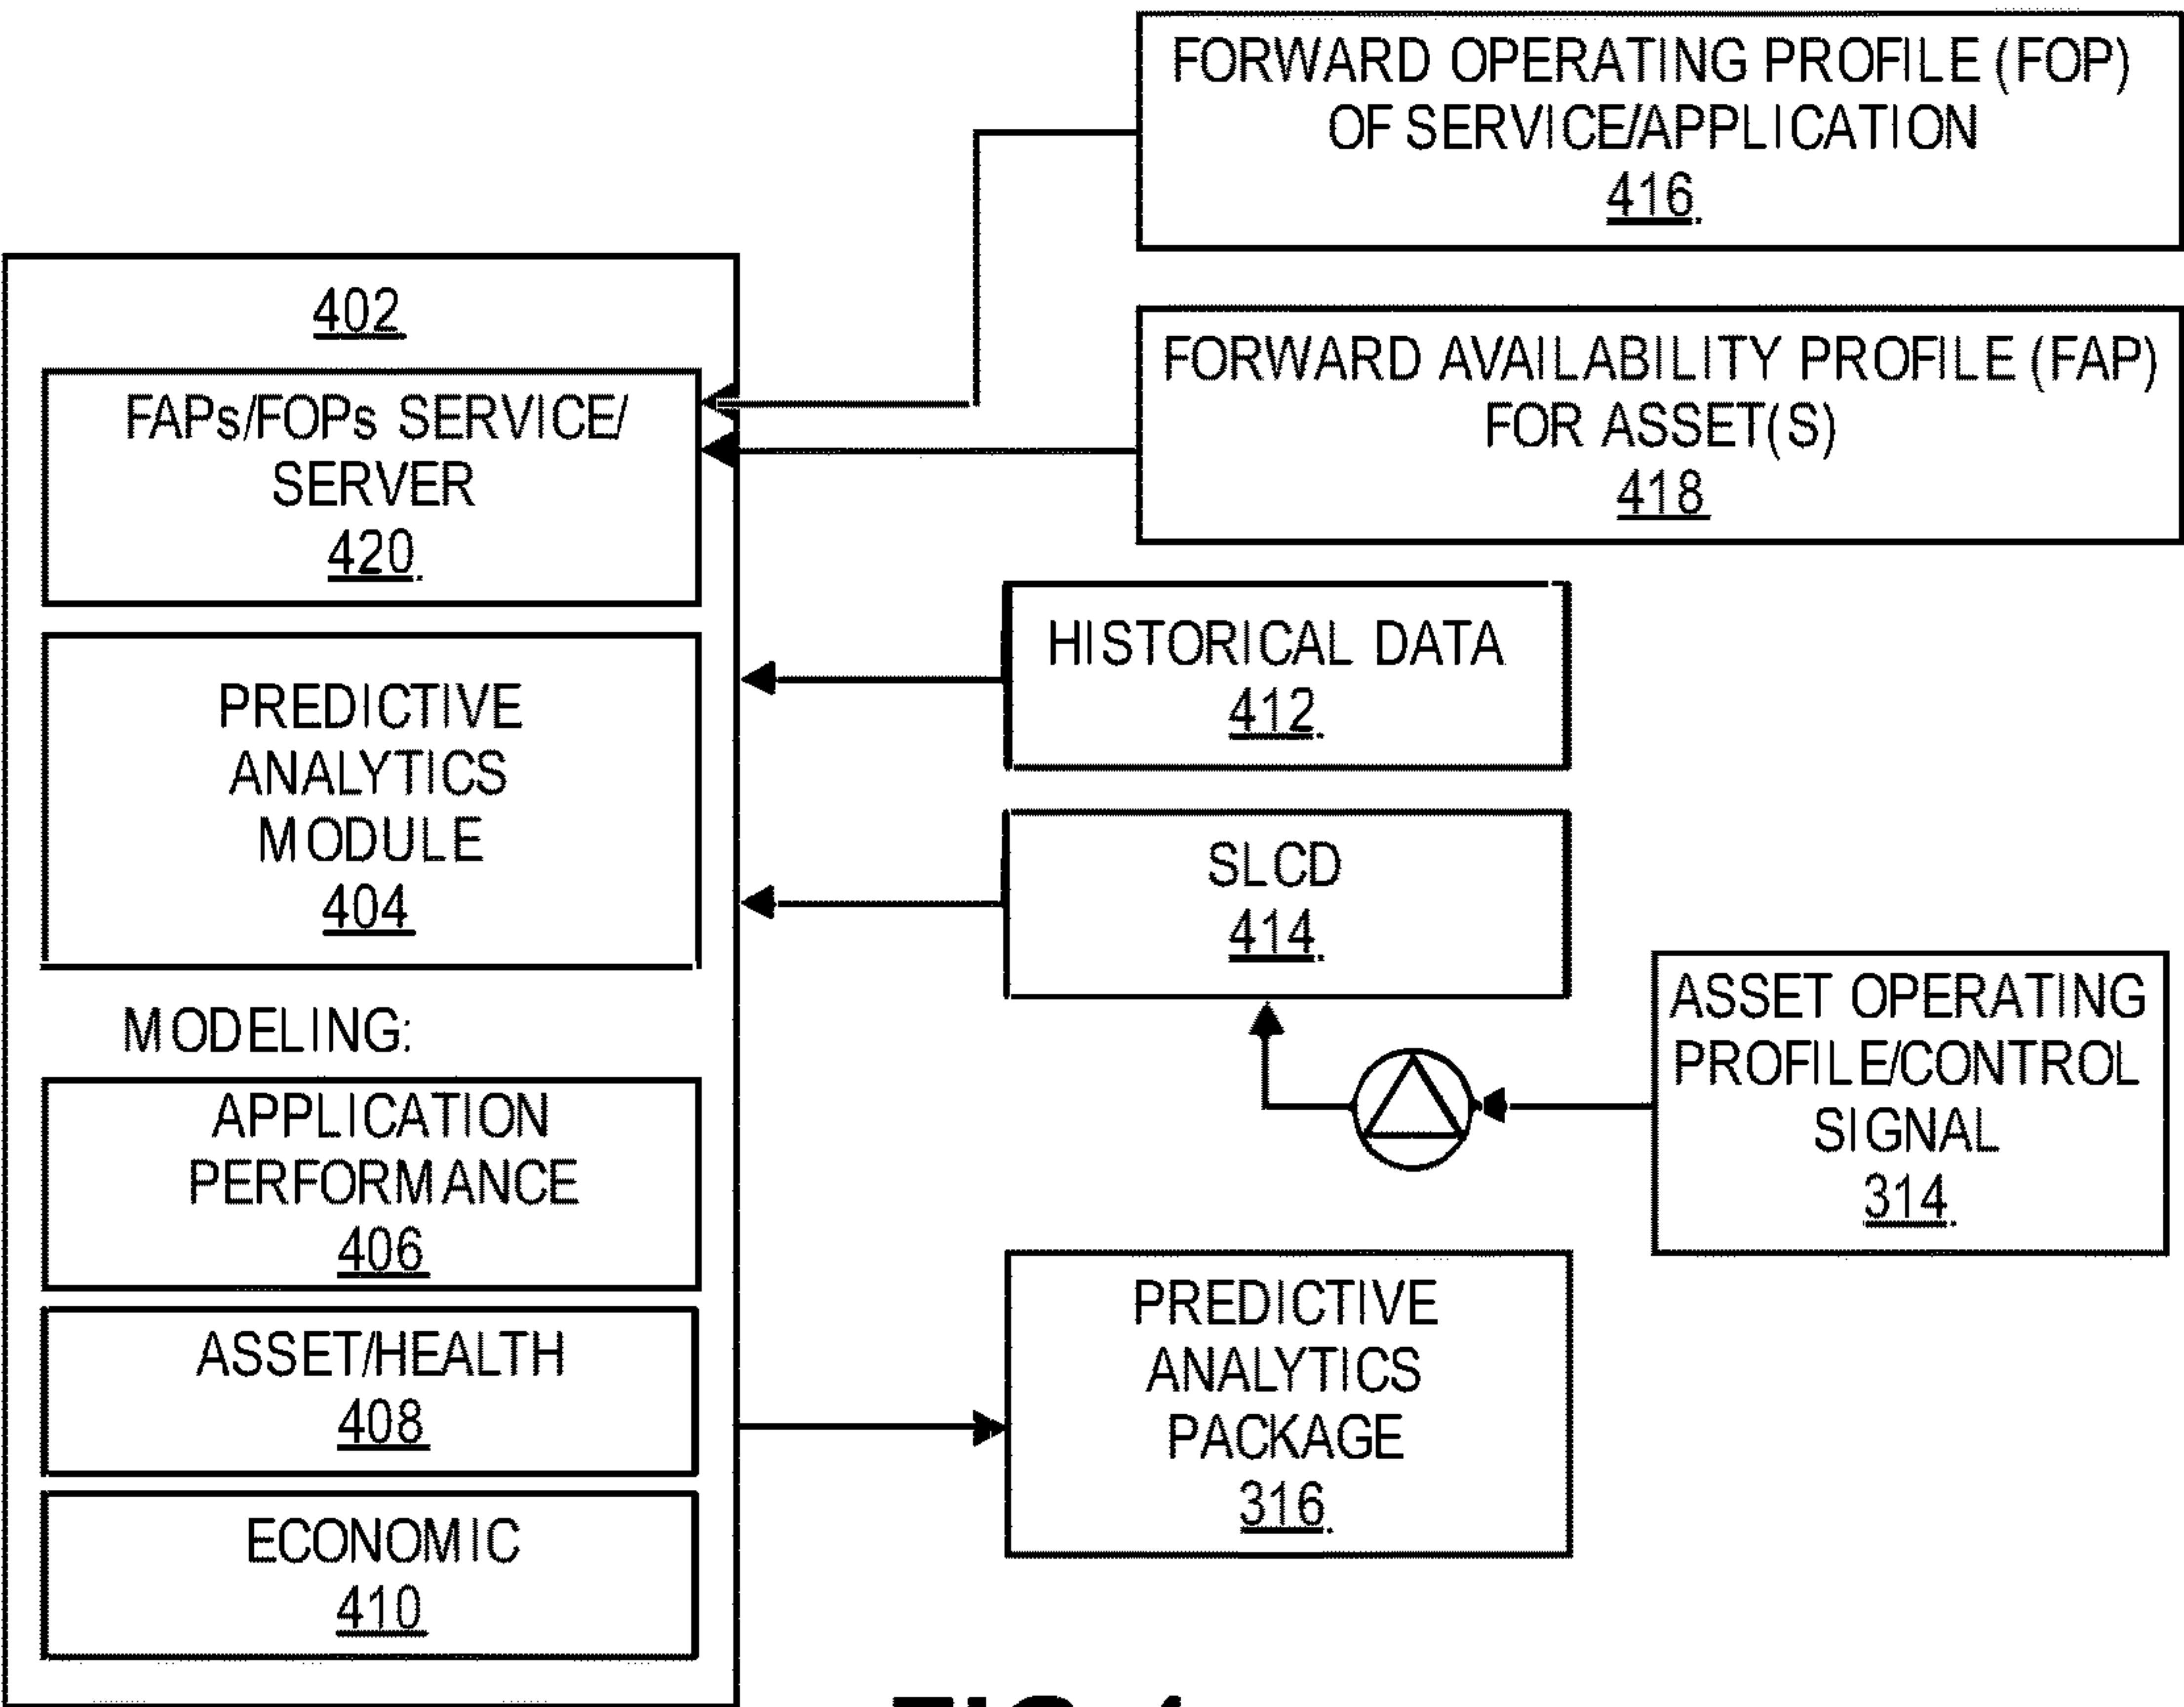 FORWARD OPERATING PROFILE (FOP)
OF SERVICE/APPLICATION
416
FORWARD AVAILABILITY PROFILE (FAP)
FOR ASSET(S)
418
402
FAPs/FOPs SERVICE/
SERVER
420
PREDICTIVE
ANALYTICS
MODULE
404
MODELING:
APPLICATION
PERFORMANCE
406
ASSET/HEALTH
408
ECONOMIC
410
HISTORICAL DATA
412
SLCD
414
ASSET OPERATING
PROFILE/CONTROL
SIGNAL
314
PREDICTIVE
ANALYTICS
PACKAGE
316